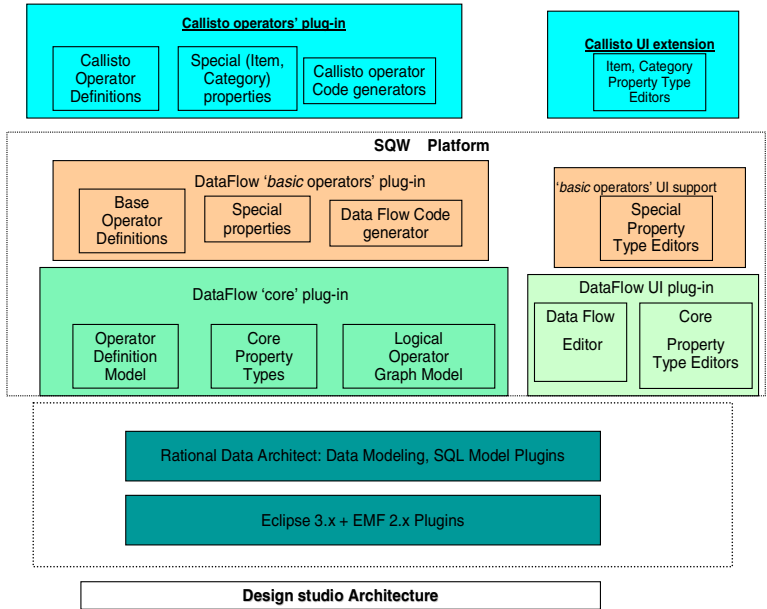 Callisto operators’ plug-in
Callisto
Operator
Definitions
Special (Item,
Category)
properties
Callisto operator
Code generators
Callisto UI extension
Item, Category
Property Type
Editors
SQW Platform
DataFlow ‘basic operators’ plug-in
Base
Operator
Definitions
Special
properties
Data Flow Code
generator
‘basic operators’ UI support
Special
Property
Type Editors
DataFlow ‘core’ plug-in
Operator
Definition
Model
Core
Property
Types
Logical
Operator
Graph Model
DataFlow UI plug-in
Data Flow
Editor
Core
Property
Type Editors
Rational Data Architect: Data Modeling, SQL Model Plugins
Eclipse 3.x + EMF 2.x Plugins
Design studio Architecture